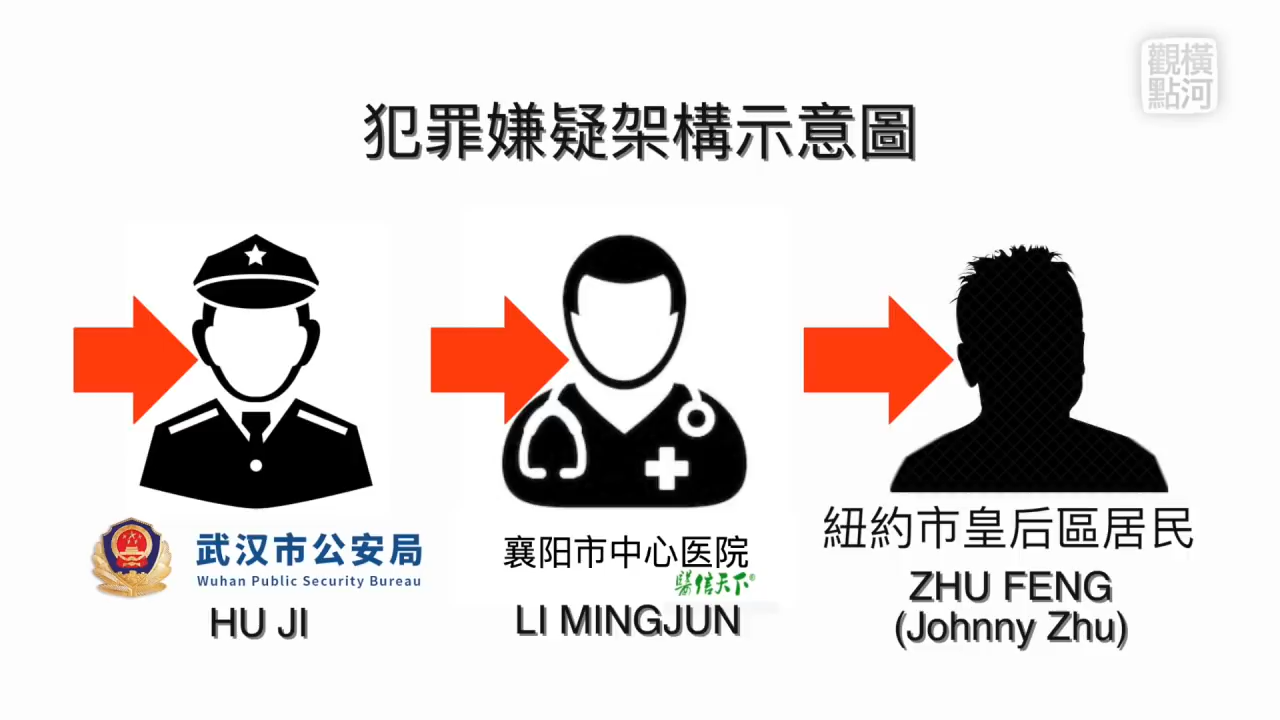 橫河觀點
犯罪嫌疑架構示意圖
武汉市公安局
Wuhan Public Security Bureau
HU JI
襄阳市中心医院
醫信天下®
LI MINGJUN
紐約市皇后區居民
ZHU FENG
(Johnny Zhu)